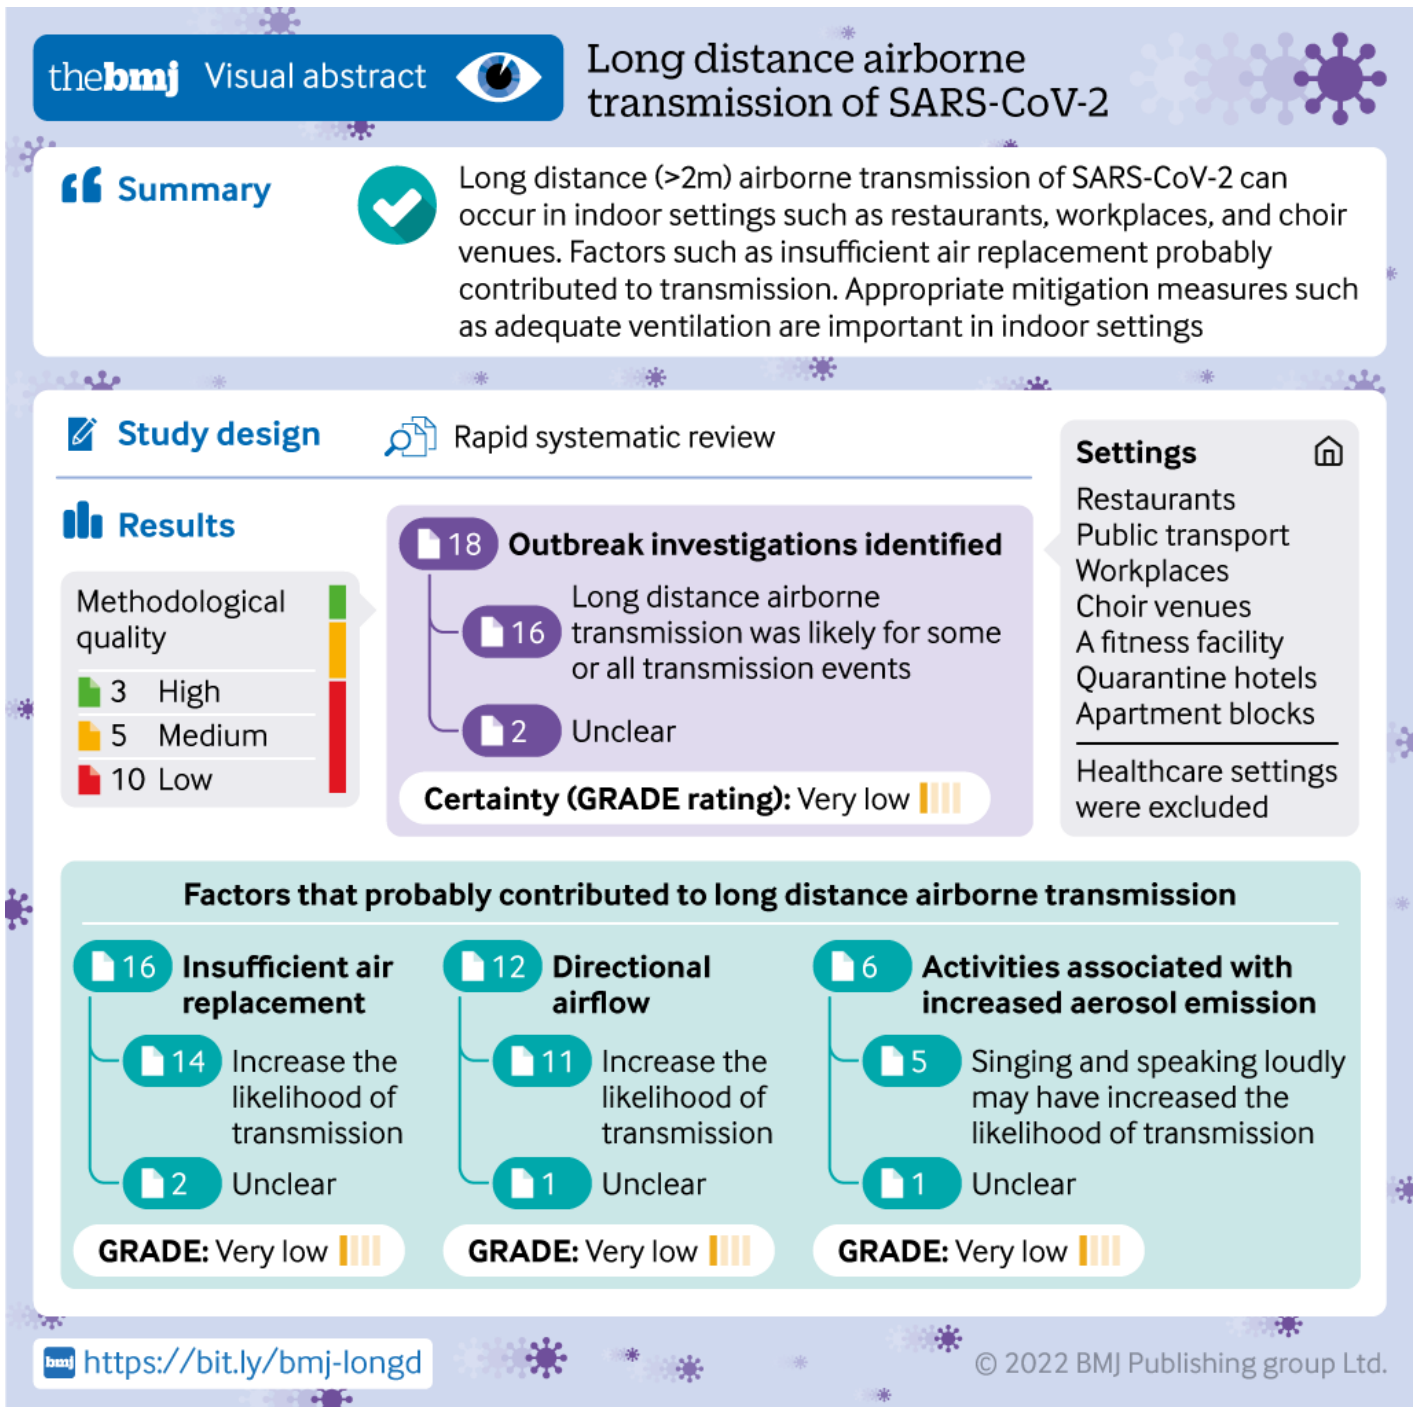 thebmj Visual abstract
Long distance airborne
transmission of SARS-CoV-2
Summary
Long distance (>2m) airborne transmission of SARS-CoV-2 can
occur in indoor settings such as restaurants, workplaces, and choir
venues. Factors such as insufficient air replacement probably
contributed to transmission. Appropriate mitigation measures such
as adequate ventilation are important in indoor settings
Study design
Rapid systematic review
Results
Methodological
quality
3 High
5 Medium
10 Low
18 Outbreak investigations identified
16 Long distance airborne
transmission was likely for some
or all transmission events
2 Unclear
Certainty (GRADE rating): Very low
Settings
Restaurants
Public transport
Workplaces
Choir venues
A fitness facility
Quarantine hotels
Apartment blocks
Healthcare settings
were excluded
Factors that probably contributed to long distance airborne transmission
16 Insufficient air
replacement
14 Increase the
likelihood of
transmission
2 Unclear
GRADE: Very low
12 Directional
airflow
11 Increase the
likelihood of
transmission
1 Unclear
GRADE: Very low
6 Activities associated with
increased aerosol emission
5 Singing and speaking loudly
may have increased the
likelihood of transmission
1 Unclear
GRADE: Very low
bmj https://bit.ly/bmj-longd
© 2022 BMJ Publishing group Ltd.